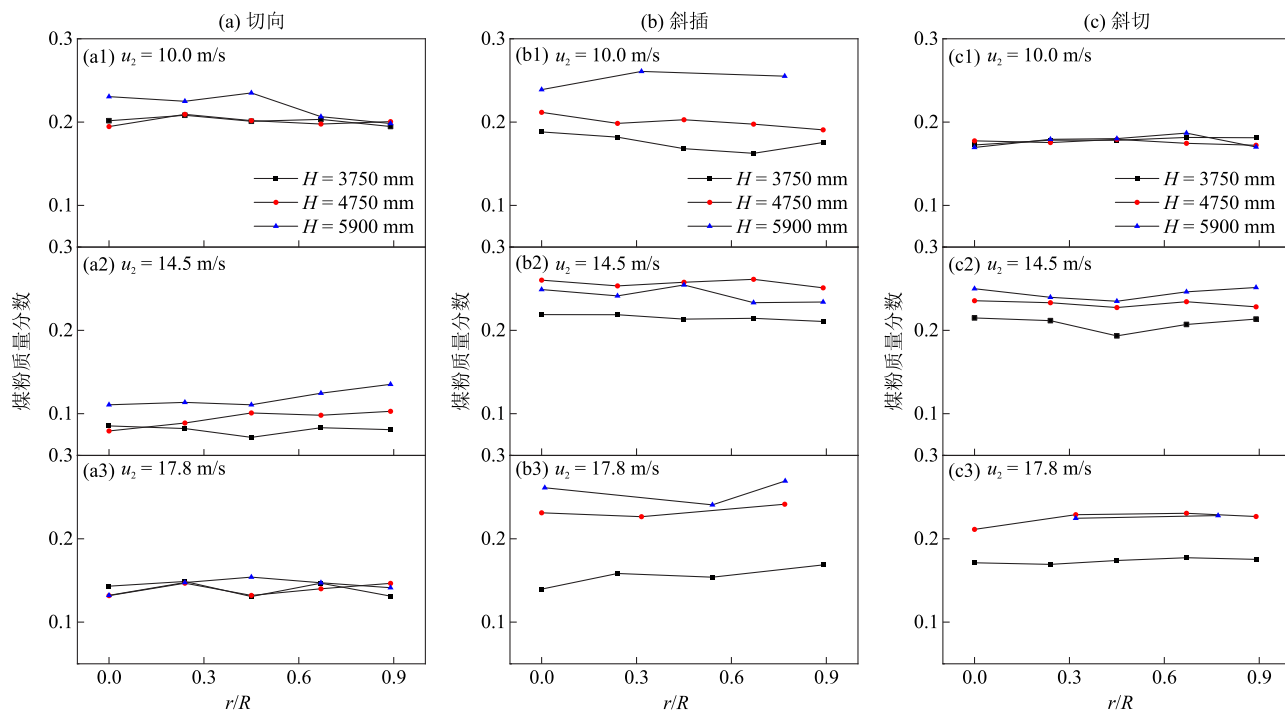 (a) 切向
(b) 斜插
(c) 斜切
煤粉质量分数
0.3
0.2
0.1
0.3
0.2
0.1
0.3
0.2
0.1
(a1) u₂ = 10.0 m/s
H = 3750 mm
H = 4750 mm
H = 5900 mm
(a2) u₂ = 14.5 m/s
(a3) u₂ = 17.8 m/s
0.0 0.3 0.6 0.9
r/R
煤粉质量分数
0.3
0.2
0.1
0.3
0.2
0.1
0.3
0.2
0.1
(b1) u₂ = 10.0 m/s
H = 3750 mm
H = 4750 mm
H = 5900 mm
(b2) u₂ = 14.5 m/s
(b3) u₂ = 17.8 m/s
0.0 0.3 0.6 0.9
r/R
煤粉质量分数
0.3
0.2
0.1
0.3
0.2
0.1
0.3
0.2
0.1
(c1) u₂ = 10.0 m/s
H = 3750 mm
H = 4750 mm
H = 5900 mm
(c2) u₂ = 14.5 m/s
(c3) u₂ = 17.8 m/s
0.0 0.3 0.6 0.9
r/R